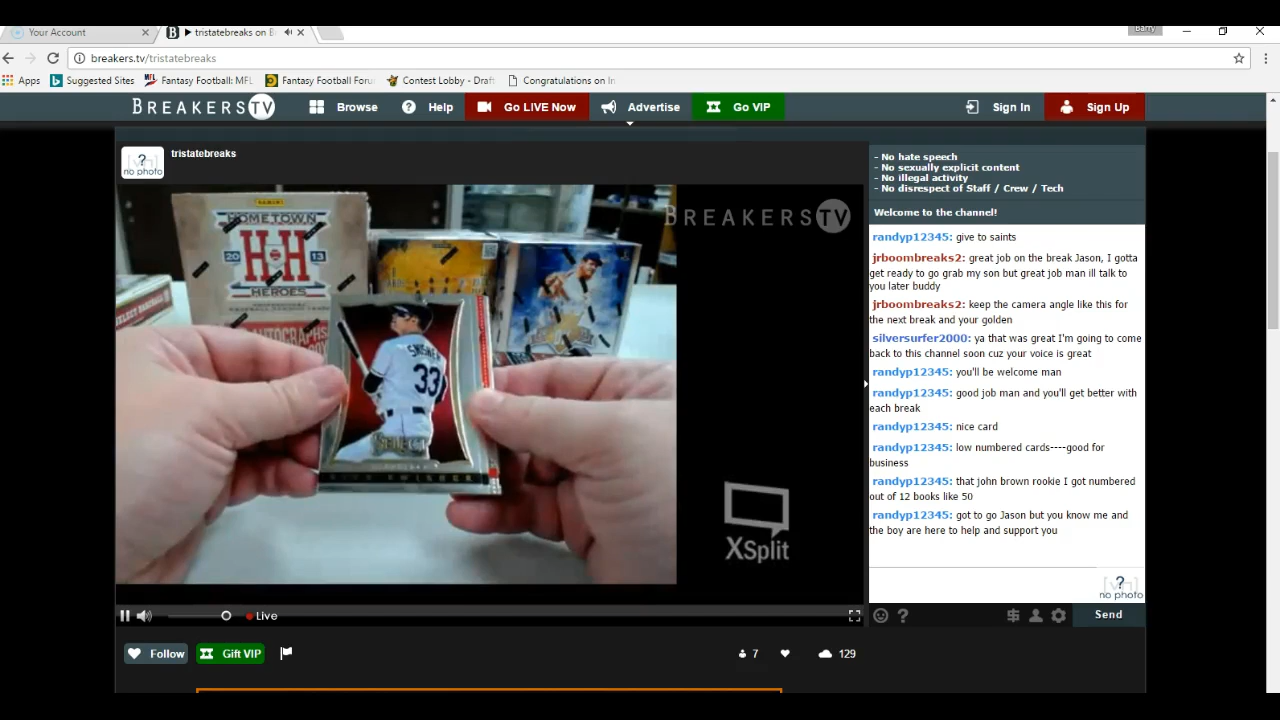 Barry
Your Account
B ▶ tristatebreaks on B
breakers.tv/tristatebreaks
Apps Suggested Sites Fantasy Football: MFL Fantasy Football Foru Contest Lobby - Draft Congratulations on In
BREAKERS TV Browse ? Help Go LIVE Now Advertise Go VIP Sign In Sign Up
? no photo
tristatebreaks
- No hate speech
- No sexually explicit content
- No illegal activity
- No disrespect of Staff / Crew / Tech
Welcome to the channel!
randyp12345: give to saints
jrboombreaks2: great job on the break Jason, I gotta
get ready to go grab my son but great job man ill talk to
you later buddy
jrboombreaks2: keep the camera angle like this for
the next break and your golden
silversurfer2000: ya that was great I'm going to come
back to this channel soon cuz your voice is great
randyp12345: you'll be welcome man
randyp12345: good job man and you'll get better with
each break
randyp12345: nice card
randyp12345: low numbered cards----good for
business
randyp12345: that john brown rookie I got numbered
out of 12 books like 50
randyp12345: got to go Jason but you know me and
the boy are here to help and support you
BREAKERS TV
PANINI
HOMETOWN
H H
20 13
HEROES
AUTOGRAPHS
SWISHER
33
XSplit
Live
? no photo
Send
Follow Gift VIP 7 129